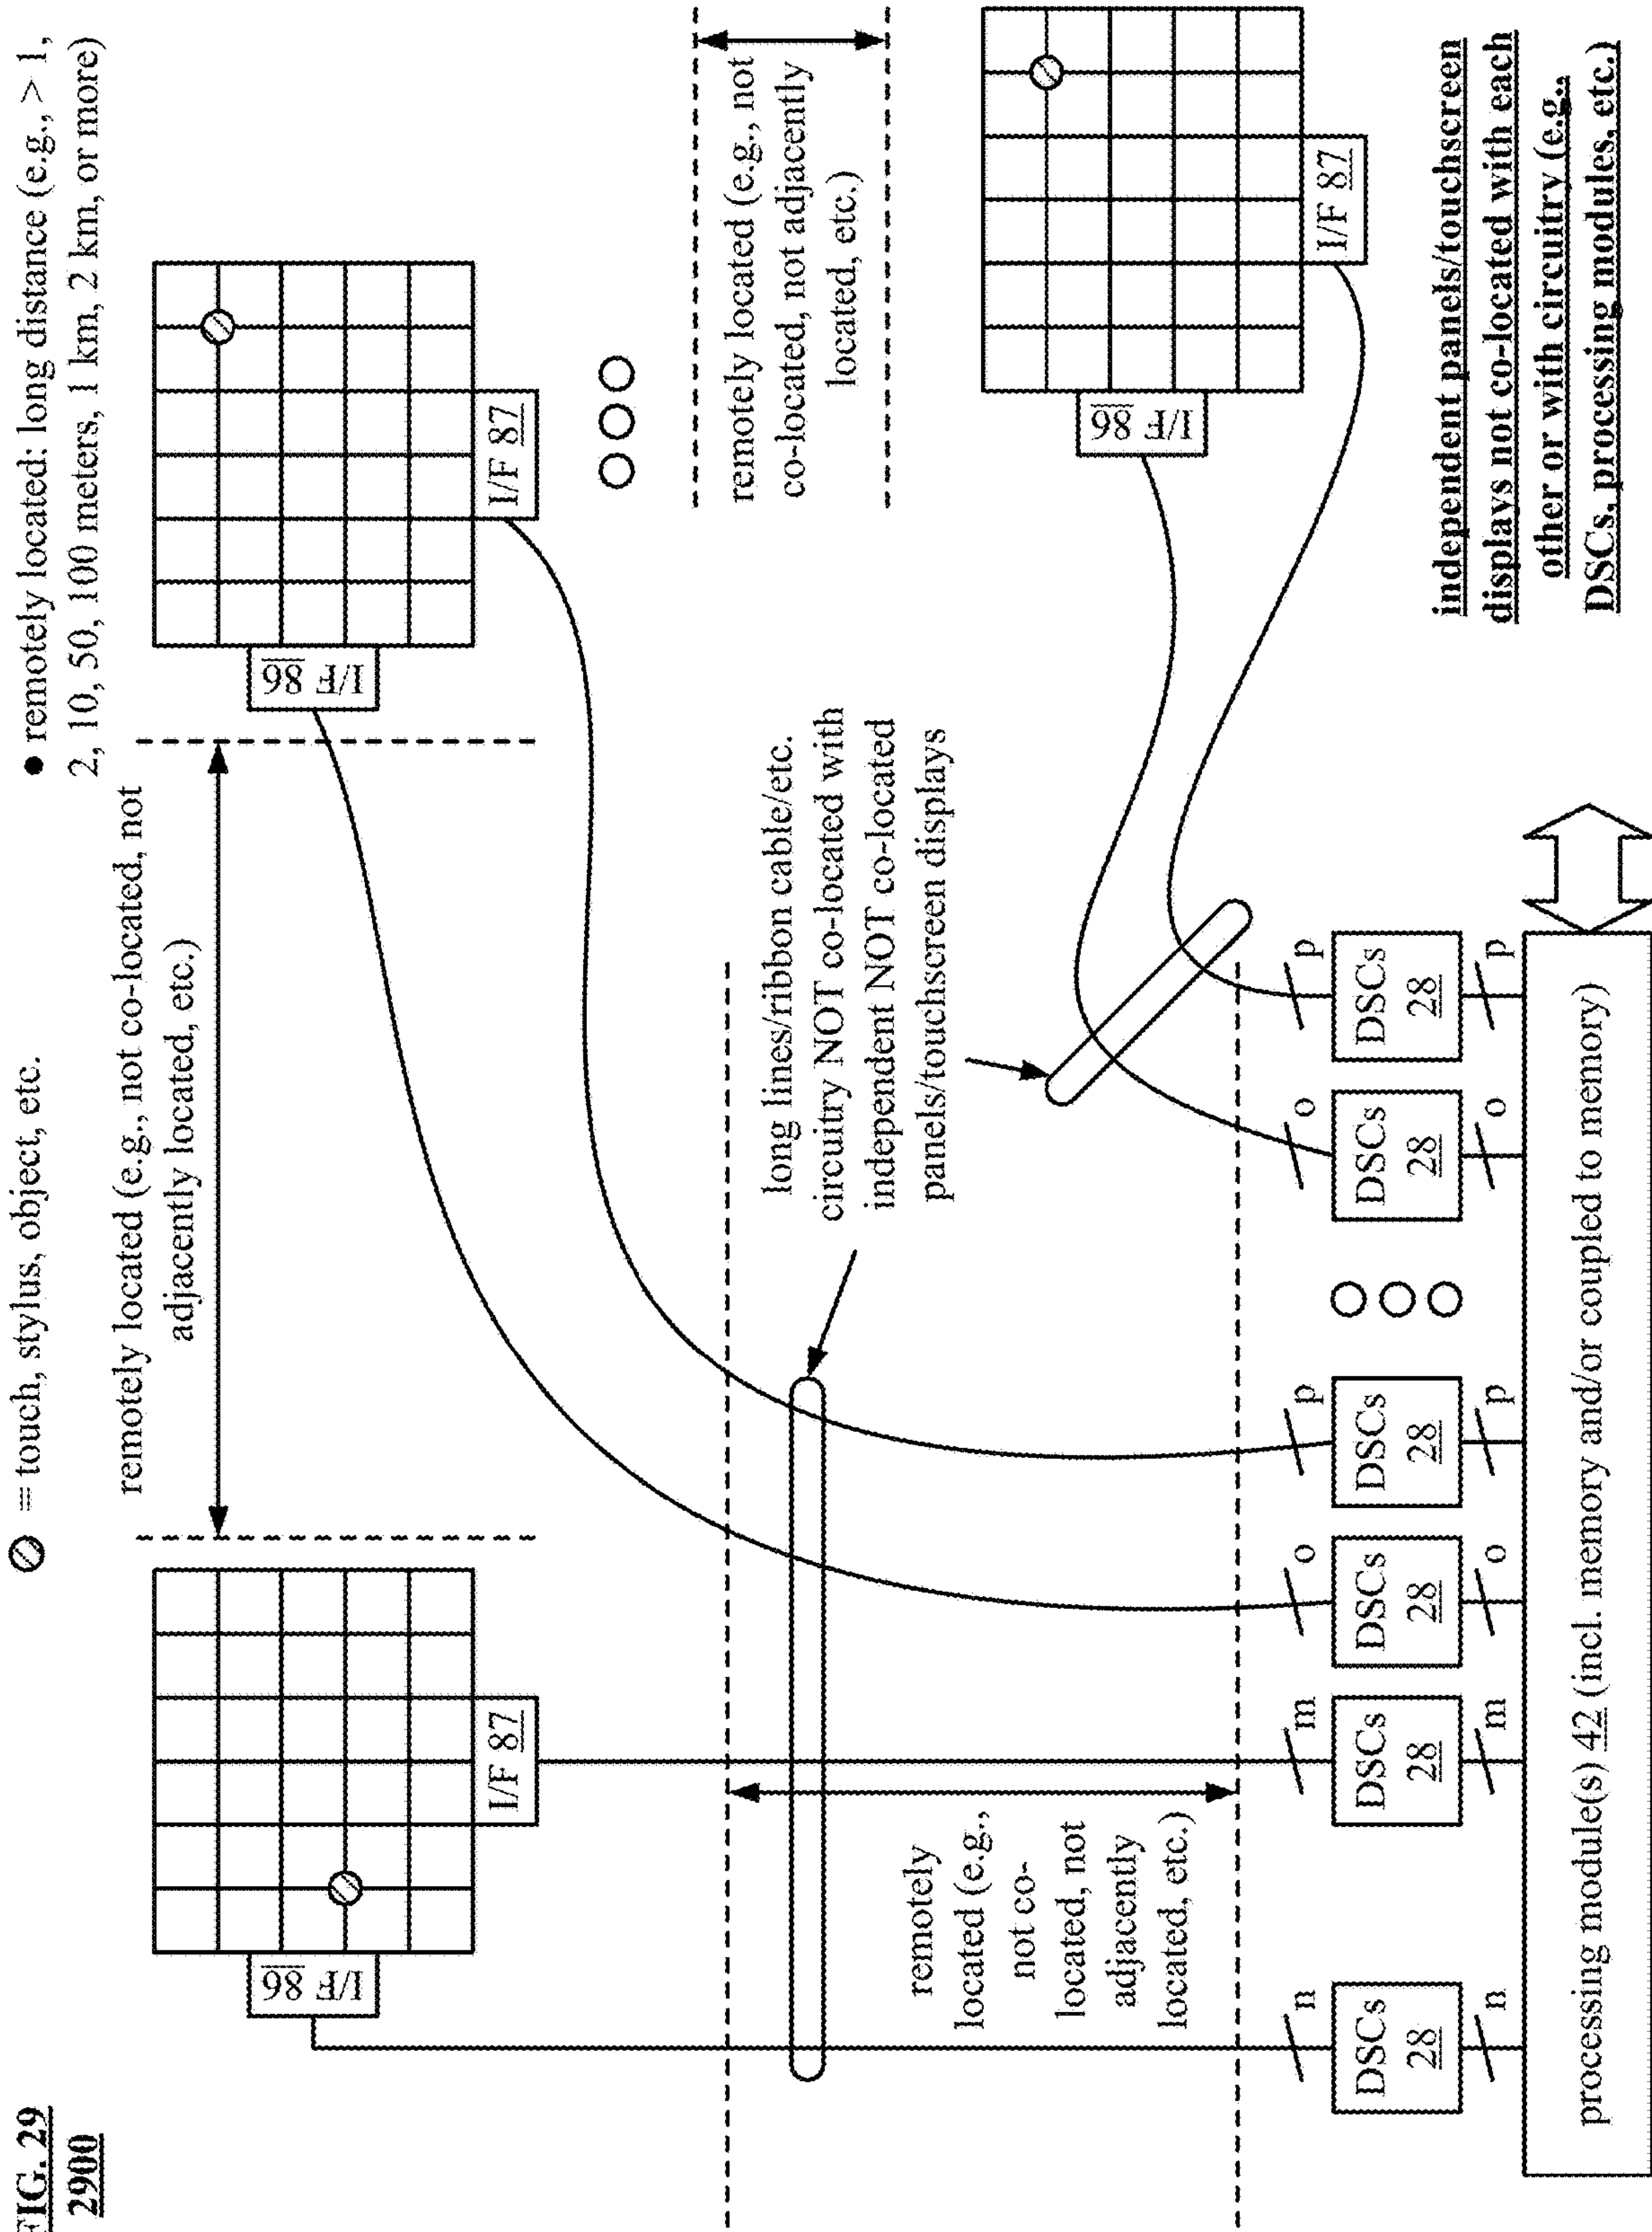 FIG. 29
2900
= touch, stylus, object, etc.
● remotely located: long distance (e.g., > 1,
2, 10, 50, 100 meters, 1 km, 2 km, or more)
remotely located (e.g., not co-located, not
adjacently located, etc.)
I/F 86
I/F 87
I/F 86
I/F 87
remotely located (e.g., not
co-located, not adjacently
located, etc.)
long lines/ribbon cable/etc.
circuitry NOT co-located with
independent NOT co-located
panels/touchscreen displays
remotely
located (e.g.,
not co-
located, not
adjacently
located, etc.)
I/F 86
I/F 87
n
m
o
p
o
p
DSCs
28
DSCs
28
DSCs
28
DSCs
28
DSCs
28
DSCs
28
n
m
o
p
o
p
processing module(s) 42 (incl. memory and/or coupled to memory)
independent panels/touchscreen
displays not co-located with each
other or with circuitry (e.g.,
DSCs, processing modules, etc.)